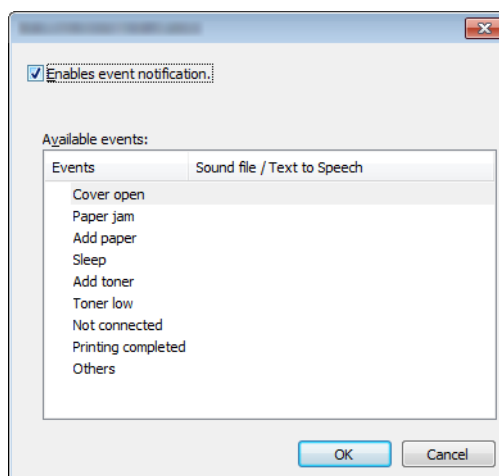 Enables event notification.
Available events:
Events Sound file / Text to Speech
Cover open
Paper jam
Add paper
Sleep
Add toner
Toner low
Not connected
Printing completed
Others
OK Cancel